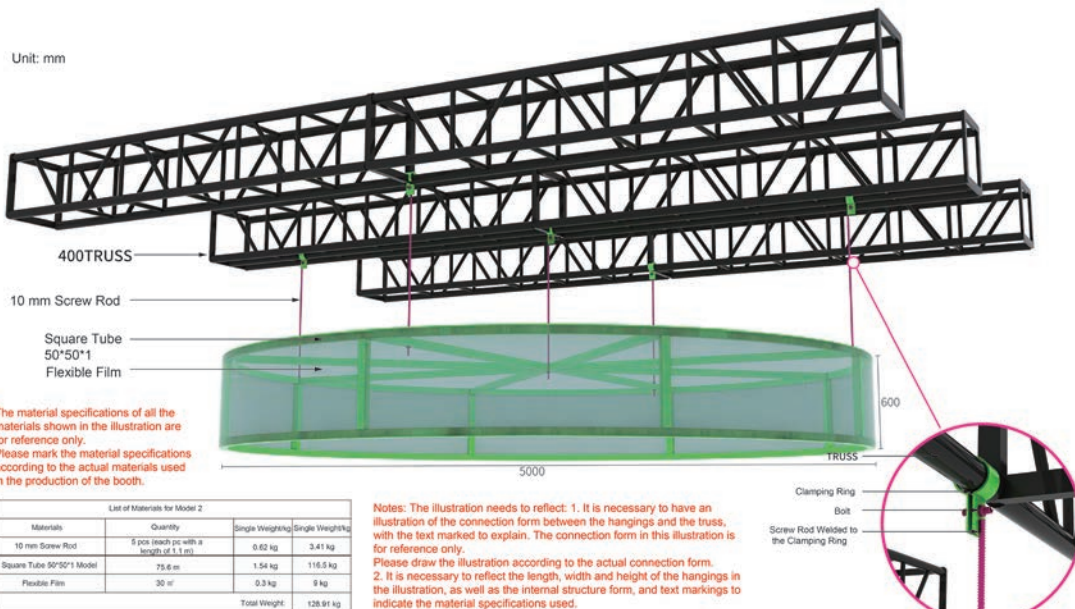 Unit: mm
400TRUSS
10 mm Screw Rod
Square Tube
50*50*1
Flexible Film
he material specifications of all the
materials shown in the illustration are
or reference only.
lease mark the material specifications
ccording to the actual materials used
n the production of the booth.
600
5000
TRUSS
Clamping Ring
Bolt
Screw Rod Welded to
the Clamping Ring
List of Materials for Model 2
Materials Quantity Single Weight/kg Single Weight/kg
10 mm Screw Rod 5 pcs (each pc with a
length of 1.1 m) 0.62 kg 3.41 kg
Square Tube 50*50*1 Model 75.6 m 1.54 kg 116.5 kg
Flexible Film 30 ㎡ 0.3 kg 9 kg
Total Weight: 128.91 kg
Notes: The illustration needs to reflect: 1. It is necessary to have an
illustration of the connection form between the hangings and the truss,
with the text marked to explain. The connection form in this illustration is
for reference only.
Please draw the illustration according to the actual connection form.
2. It is necessary to reflect the length, width and height of the hangings in
the illustration, as well as the internal structure form, and text markings to
indicate the material specifications used.